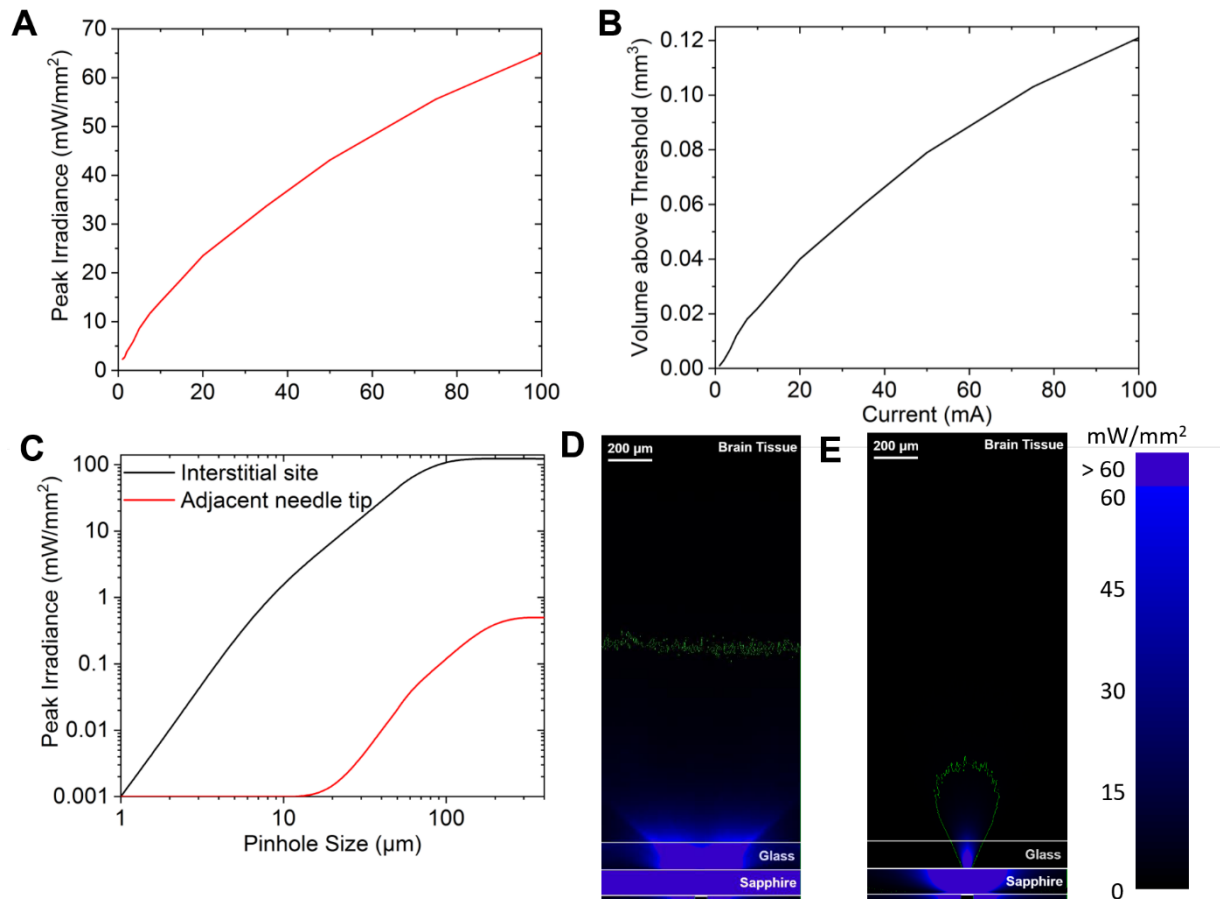 A
Peak Irradiance (mW/mm²)
70
60
50
40
30
20
10
0
0 20 40 60 80 100
B
Volume above Threshold (mm³)
0.12
0.10
0.08
0.06
0.04
0.02
0.00
0 20 40 60 80 100
Current (mA)
C
Peak Irradiance (mW/mm²)
100
10
1
0.1
0.01
0.001
Interstitial site
Adjacent needle tip
1 10 100
Pinhole Size (µm)
D
200 µm
Brain Tissue
Glass
Sapphire
E
200 µm
Brain Tissue
Glass
Sapphire
mW/mm²
> 60
60
45
30
15
0